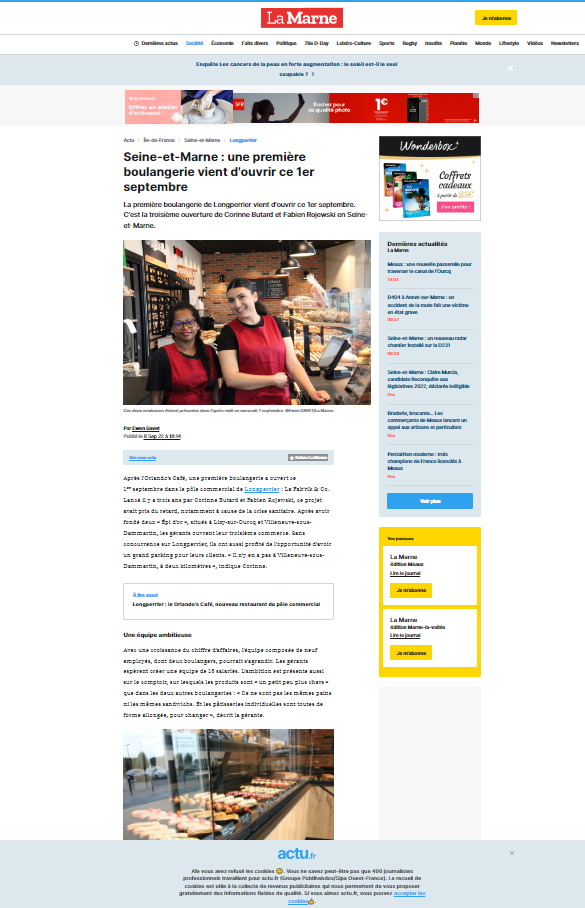 La Marne
Je m'abonne
Dernières actus Société Économie Faits divers Politique 79e D-Day Loisirs-Culture Sports Rugby Insolite Planète Monde Lifestyle Vidéos Newsletters
Enquête Les cancers de la peau en forte augmentation : le soleil est-il le seul
coupable ? >
Offrez un atelier
d'artisanat !
SFR
Kosher pour
sa qualité photo
1€
Actu Île-de-France Seine-et-Marne Longperrier
Seine-et-Marne : une première
boulangerie vient d'ouvrir ce 1er
septembre
La première boulangerie de Longperrier vient d'ouvrir ce 1er septembre.
C'est la troisième ouverture de Corinne Butard et Fabien Rojewski en Seine-
et-Marne.
Ces deux vendeuses étaient présentes dans l'après-midi ce mercredi 7 septembre. ©Ewen GAVET/La Marne.
Par Ewen Gavet
Publié le 8 Sep 22 à 18:14
Voir mon actu
Suivre La Marne
Après l'Orlando's Café, une première boulangerie a ouvert ce
1er septembre dans le pôle commercial de Longperrier : La Fabrik & Co.
Lancé il y a trois ans par Corinne Butard et Fabien Rojewski, ce projet
avait pris du retard, notamment à cause de la crise sanitaire. Après avoir
fondé deux « Épi d'or », situés à Lizy-sur-Ourcq et Villeneuve-sous-
Dammartin, les gérants ouvrent leur troisième commerce. Sans
concurrence sur Longperrier, ils ont aussi profité de l'opportunité d'avoir
un grand parking pour leurs clients. « Il n'y en a pas à Villeneuve-sous-
Dammartin, à deux kilomètres », indique Corinne.
À lire aussi
Longperrier : le Orlando's Café, nouveau restaurant du pôle commercial
Une équipe ambitieuse
Avec une croissance du chiffre d'affaires, l'équipe composée de neuf
employés, dont deux boulangers, pourrait s'agrandir. Les gérants
espèrent créer une équipe de 15 salariés. L'ambition est présente aussi
sur le comptoir, sur lesquels les produits sont « un petit peu plus chers »
que dans les deux autres boulangeries : « Ce ne sont pas les mêmes pains
ni les mêmes sandwichs. Et les pâtisseries individuelles sont toutes de
forme allongée, pour changer », décrit la gérante.
Wonderbox
Coffrets
cadeaux
à partir de
J'en profite !
Dernières actualités
La Marne
Meaux : une nouvelle passerelle pour
traverser le canal de l'Ourcq
14:03
D404 à Annet-sur-Marne : un
accident de la route fait une victime
en état grave
Seine-et-Marne : un nouveau radar
chantier installé sur la D231
Seine-et-Marne : Claire Murcia,
candidate Reconquête aux
législatives 2022, déclarée inéligible
Hier
Braderie, brocante... Les
commerçants de Meaux lancent un
appel aux artisans et particuliers
Hier
Pentathlon moderne : trois
champions de France licenciés à
Meaux
Hier
Voir plus
Vos journaux
La Marne
édition Meaux
Lire le journal
Je m'abonne
La Marne
édition Marne-la-vallée
Lire le journal
Je m'abonne
actu.fr
Aïe vous avez refusé les cookies. Vous ne savez peut-être pas que 400 journalistes
professionnels travaillent pour actu.fr (Groupe Publihebdos/Sipa Ouest-France). Le recueil de
cookies est utile à la collecte de revenus publicitaires qui nous permettent de vous proposer
gratuitement des informations fiables de qualité. Si vous aimez actu.fr, vous pouvez accepter les
cookies.